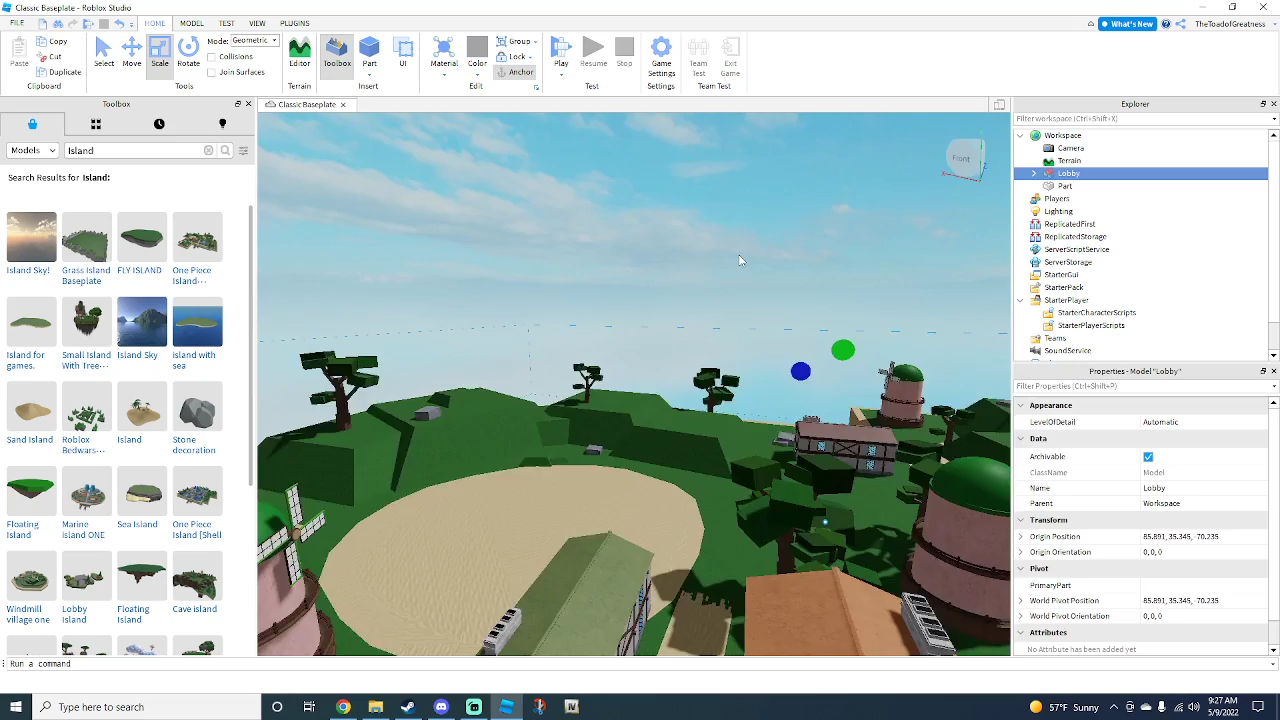 Classic Baseplate - Roblox Studio
FILE HOME MODEL TEST VIEW PLUGINS
What's New TheToadofGreatness
Paste Copy Cut Duplicate Clipboard
Select Move Scale Rotate Mode: Geometric Collisions Join Surfaces Tools
Editor Terrain
Toolbox Part UI Insert
Material Color Group Lock Anchor Edit
Play Resume Stop Test
Game Settings Settings
Team Test Exit Game Team Test
Toolbox
Classic Baseplate
Models Island
Search Results for Island:
Island Sky!
Grass Island Baseplate
FLY ISLAND
One Piece Island···
Island for games.
Small Island With Tree···
Island Sky
island with sea
Sand Island
Roblox Bedwars···
Island
Stone decoration
Floating Island
Marine Island ONE
Sea Island
One Piece Island [Shell
Windmill village one
Lobby Island
Floating Island
Cave island
Front
X
Z
Explorer
Filter workspace (Ctrl+Shift+X)
Workspace
Camera
Terrain
Lobby
Part
Players
Lighting
ReplicatedFirst
ReplicatedStorage
ServerScriptService
ServerStorage
StarterGui
StarterPack
StarterPlayer
StarterCharacterScripts
StarterPlayerScripts
Teams
SoundService
Properties - Model "Lobby"
Filter Properties (Ctrl+Shift+P)
Appearance
LevelOfDetail Automatic
Data
Archivable
ClassName Model
Name Lobby
Parent Workspace
Transform
Origin Position 85.891, 35.345, -70.235
Origin Orientation 0, 0, 0
Pivot
PrimaryPart
World Pivot Position 85.891, 35.345, -70.235
World Pivot Orientation 0, 0, 0
Attributes
No Attribute has been added yet
Run a command
Type here to search
57°F Sunny
9:27 AM
5/9/2022